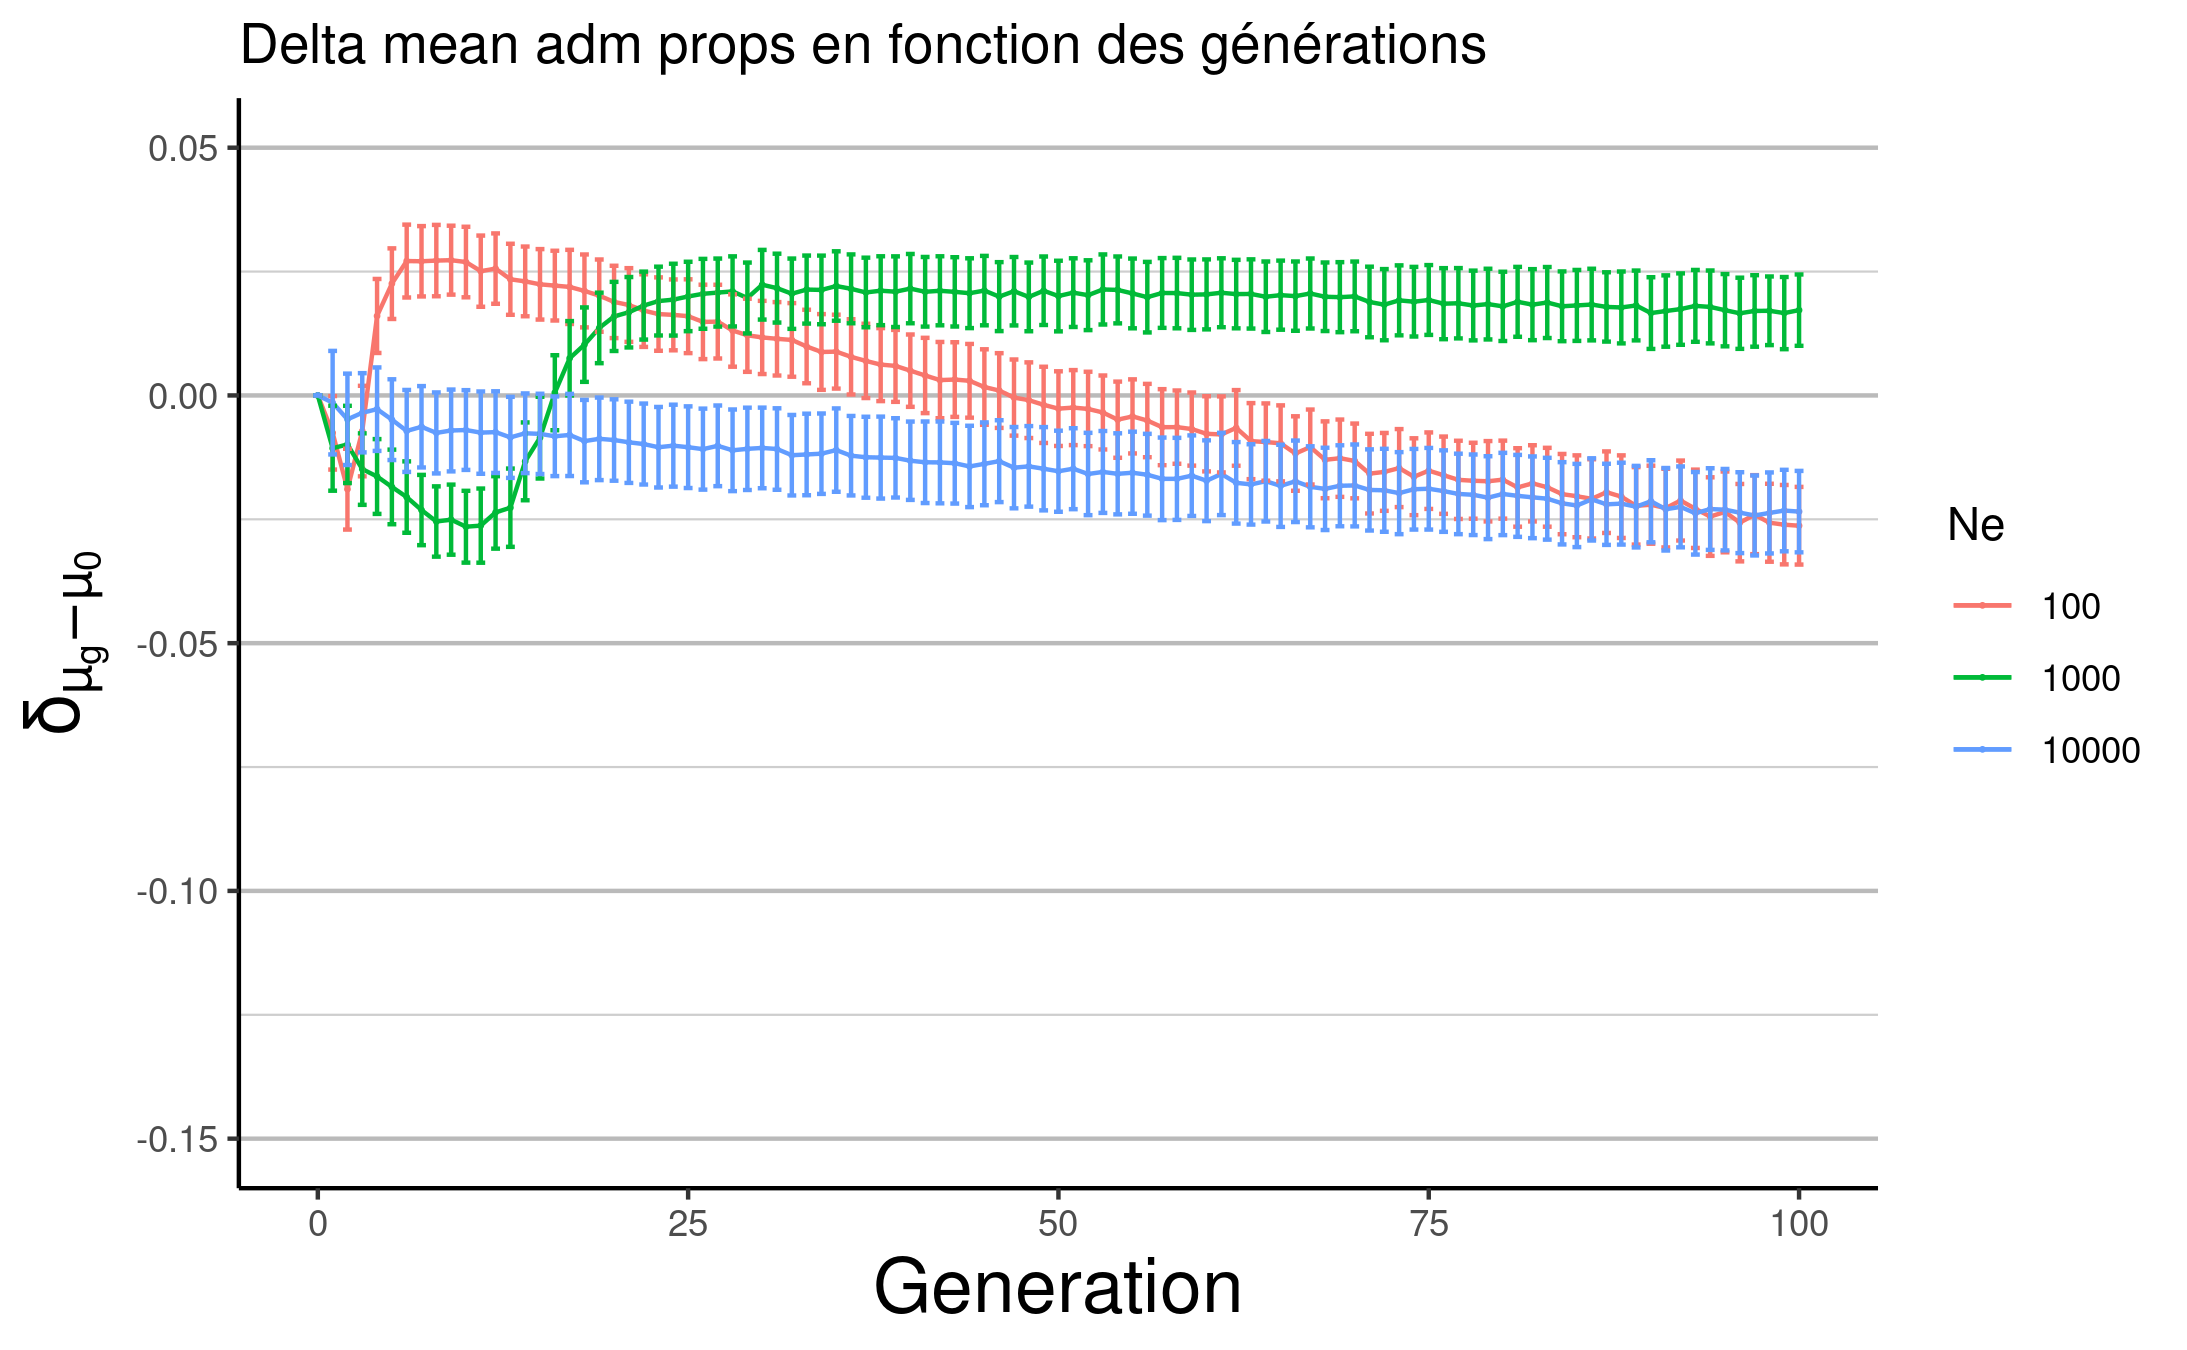 Delta mean adm props en fonction des générations
0.05
0.00
-0.05
-0.10
-0.15
δμg−μ0
0 25 50 75 100
Generation
Ne
100
1000
10000